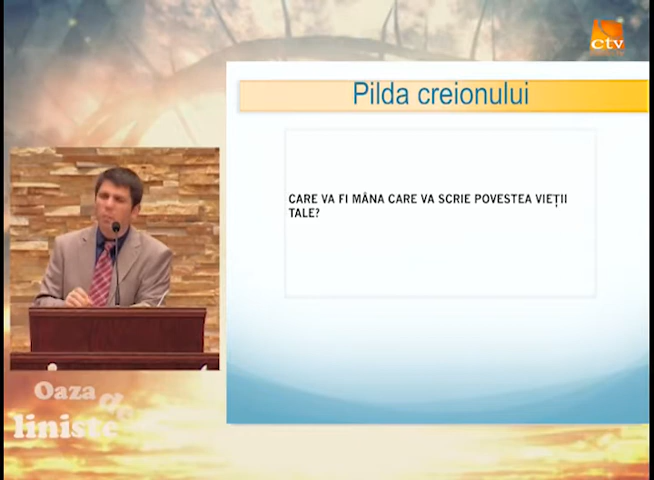 ctv
Pilda creionului
CARE VA FI MÂNA CARE VA SCRIE POVESTEA VIEȚII
TALE?
Oaza de
liniste